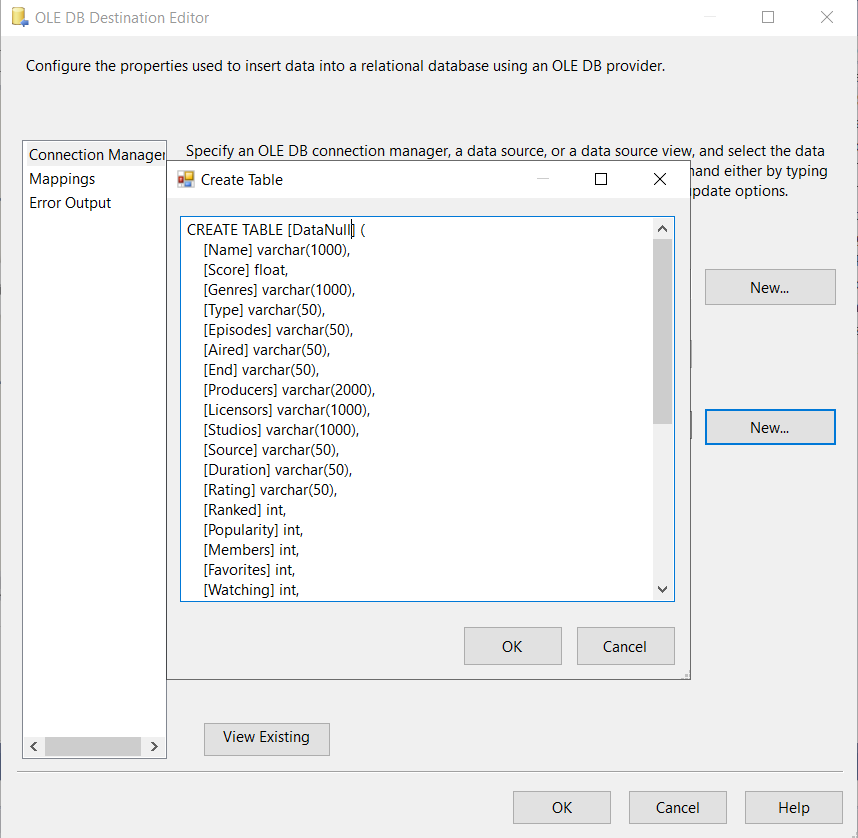 OLE DB Destination Editor
Configure the properties used to insert data into a relational database using an OLE DB provider.
Connection Manager
Mappings
Error Output
Specify an OLE DB connection manager, a data source, or a data source view, and select the data
hand either by typing
update options.
New...
New...
Create Table
CREATE TABLE [DataNull] (
[Name] varchar(1000),
[Score] float,
[Genres] varchar(1000),
[Type] varchar(50),
[Episodes] varchar(50),
[Aired] varchar(50),
[End] varchar(50),
[Producers] varchar(2000),
[Licensors] varchar(1000),
[Studios] varchar(1000),
[Source] varchar(50),
[Duration] varchar(50),
[Rating] varchar(50),
[Ranked] int,
[Popularity] int,
[Members] int,
[Favorites] int,
[Watching] int,
OK
Cancel
View Existing
OK
Cancel
Help